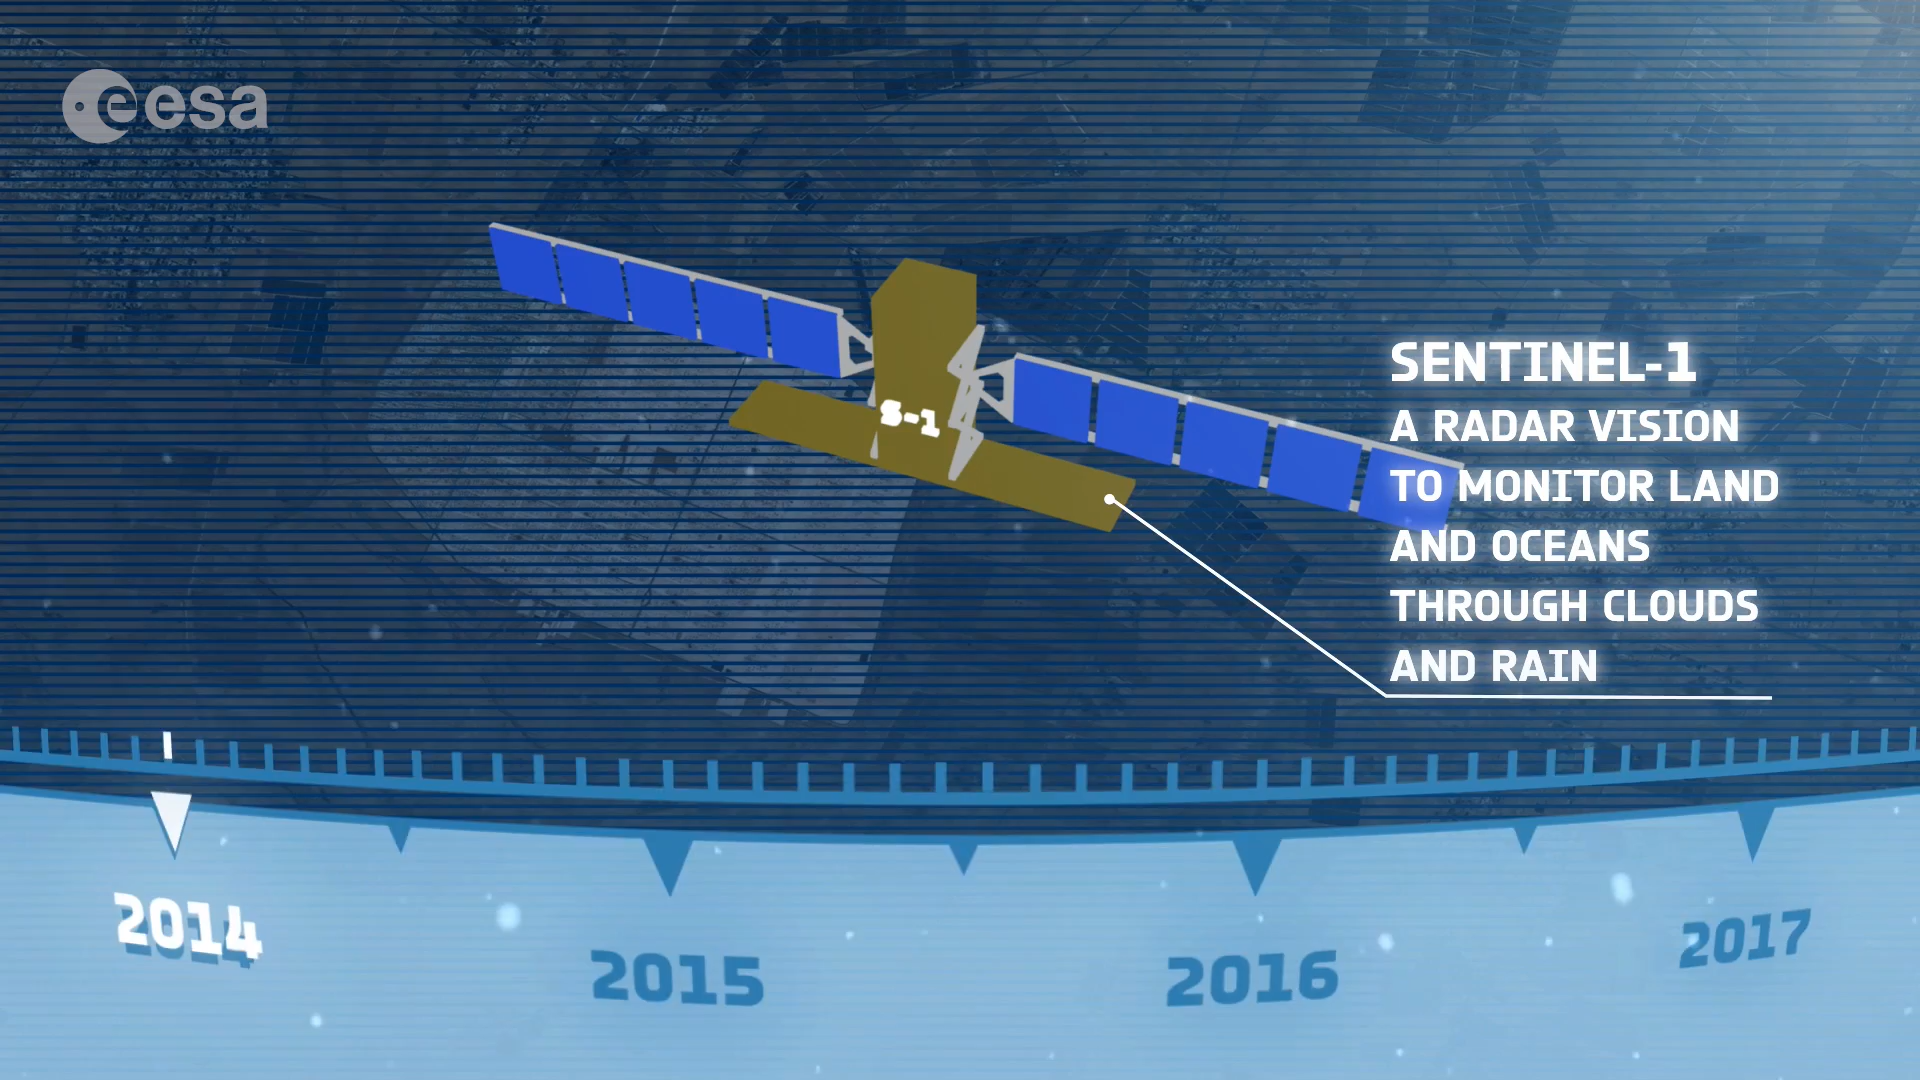 esa
S-1
SENTINEL-1
A RADAR VISION
TO MONITOR LAND
AND OCEANS
THROUGH CLOUDS
AND RAIN
2014
2015
2016
2017